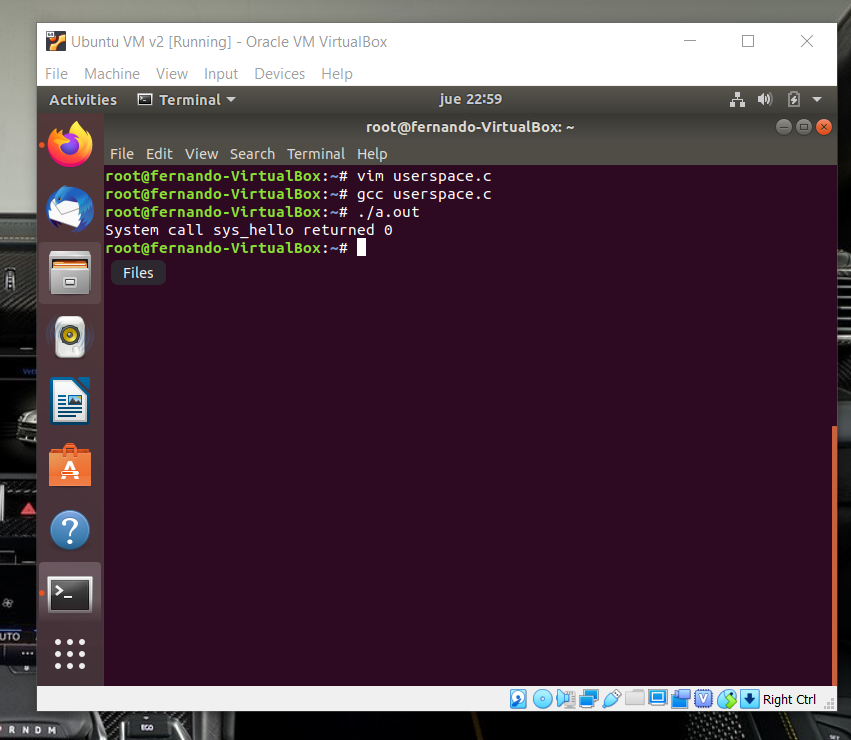 Ubuntu VM v2 [Running] - Oracle VM VirtualBox
File Machine View Input Devices Help
Activities Terminal jue 22:59
root@fernando-VirtualBox: ~
File Edit View Search Terminal Help
root@fernando-VirtualBox:~# vim userspace.c
root@fernando-VirtualBox:~# gcc userspace.c
root@fernando-VirtualBox:~# ./a.out
System call sys_hello returned 0
root@fernando-VirtualBox:~#
Files
Right Ctrl
UTO
R N D M
EGO